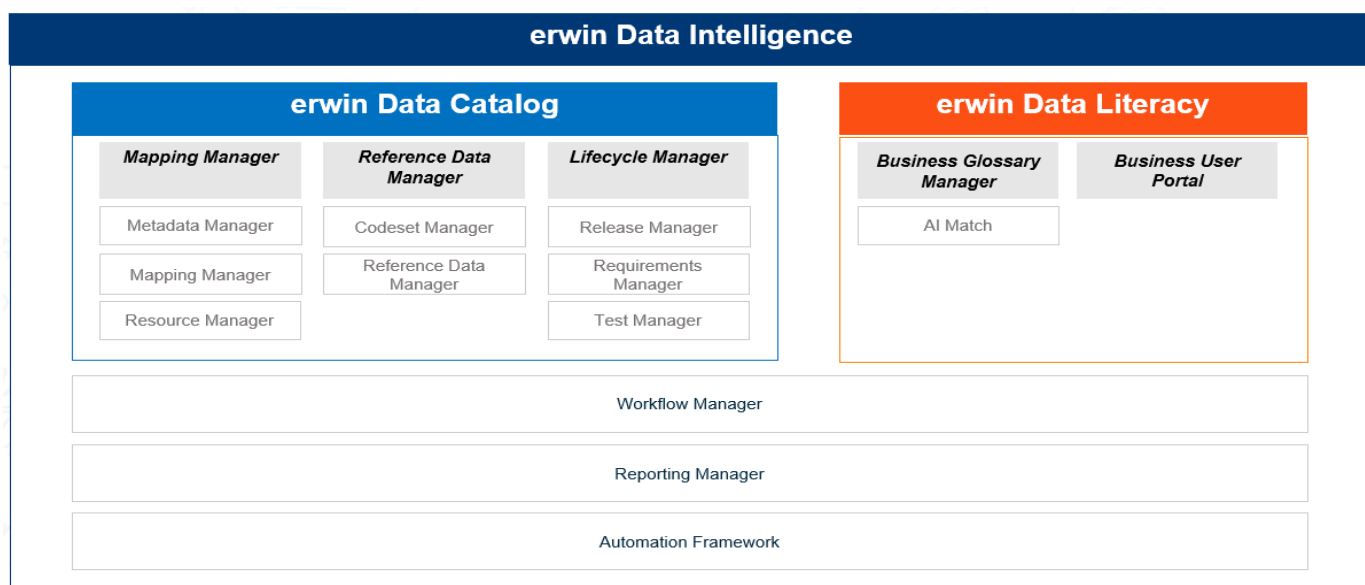 erwin Data Intelligence
erwin Data Catalog
erwin Data Literacy
Mapping Manager
Reference Data
Manager
Lifecycle Manager
Business Glossary
Manager
Business User
Portal
Metadata Manager
Codeset Manager
Release Manager
AI Match
Mapping Manager
Reference Data
Manager
Requirements
Manager
Resource Manager
Test Manager
Workflow Manager
Reporting Manager
Automation Framework